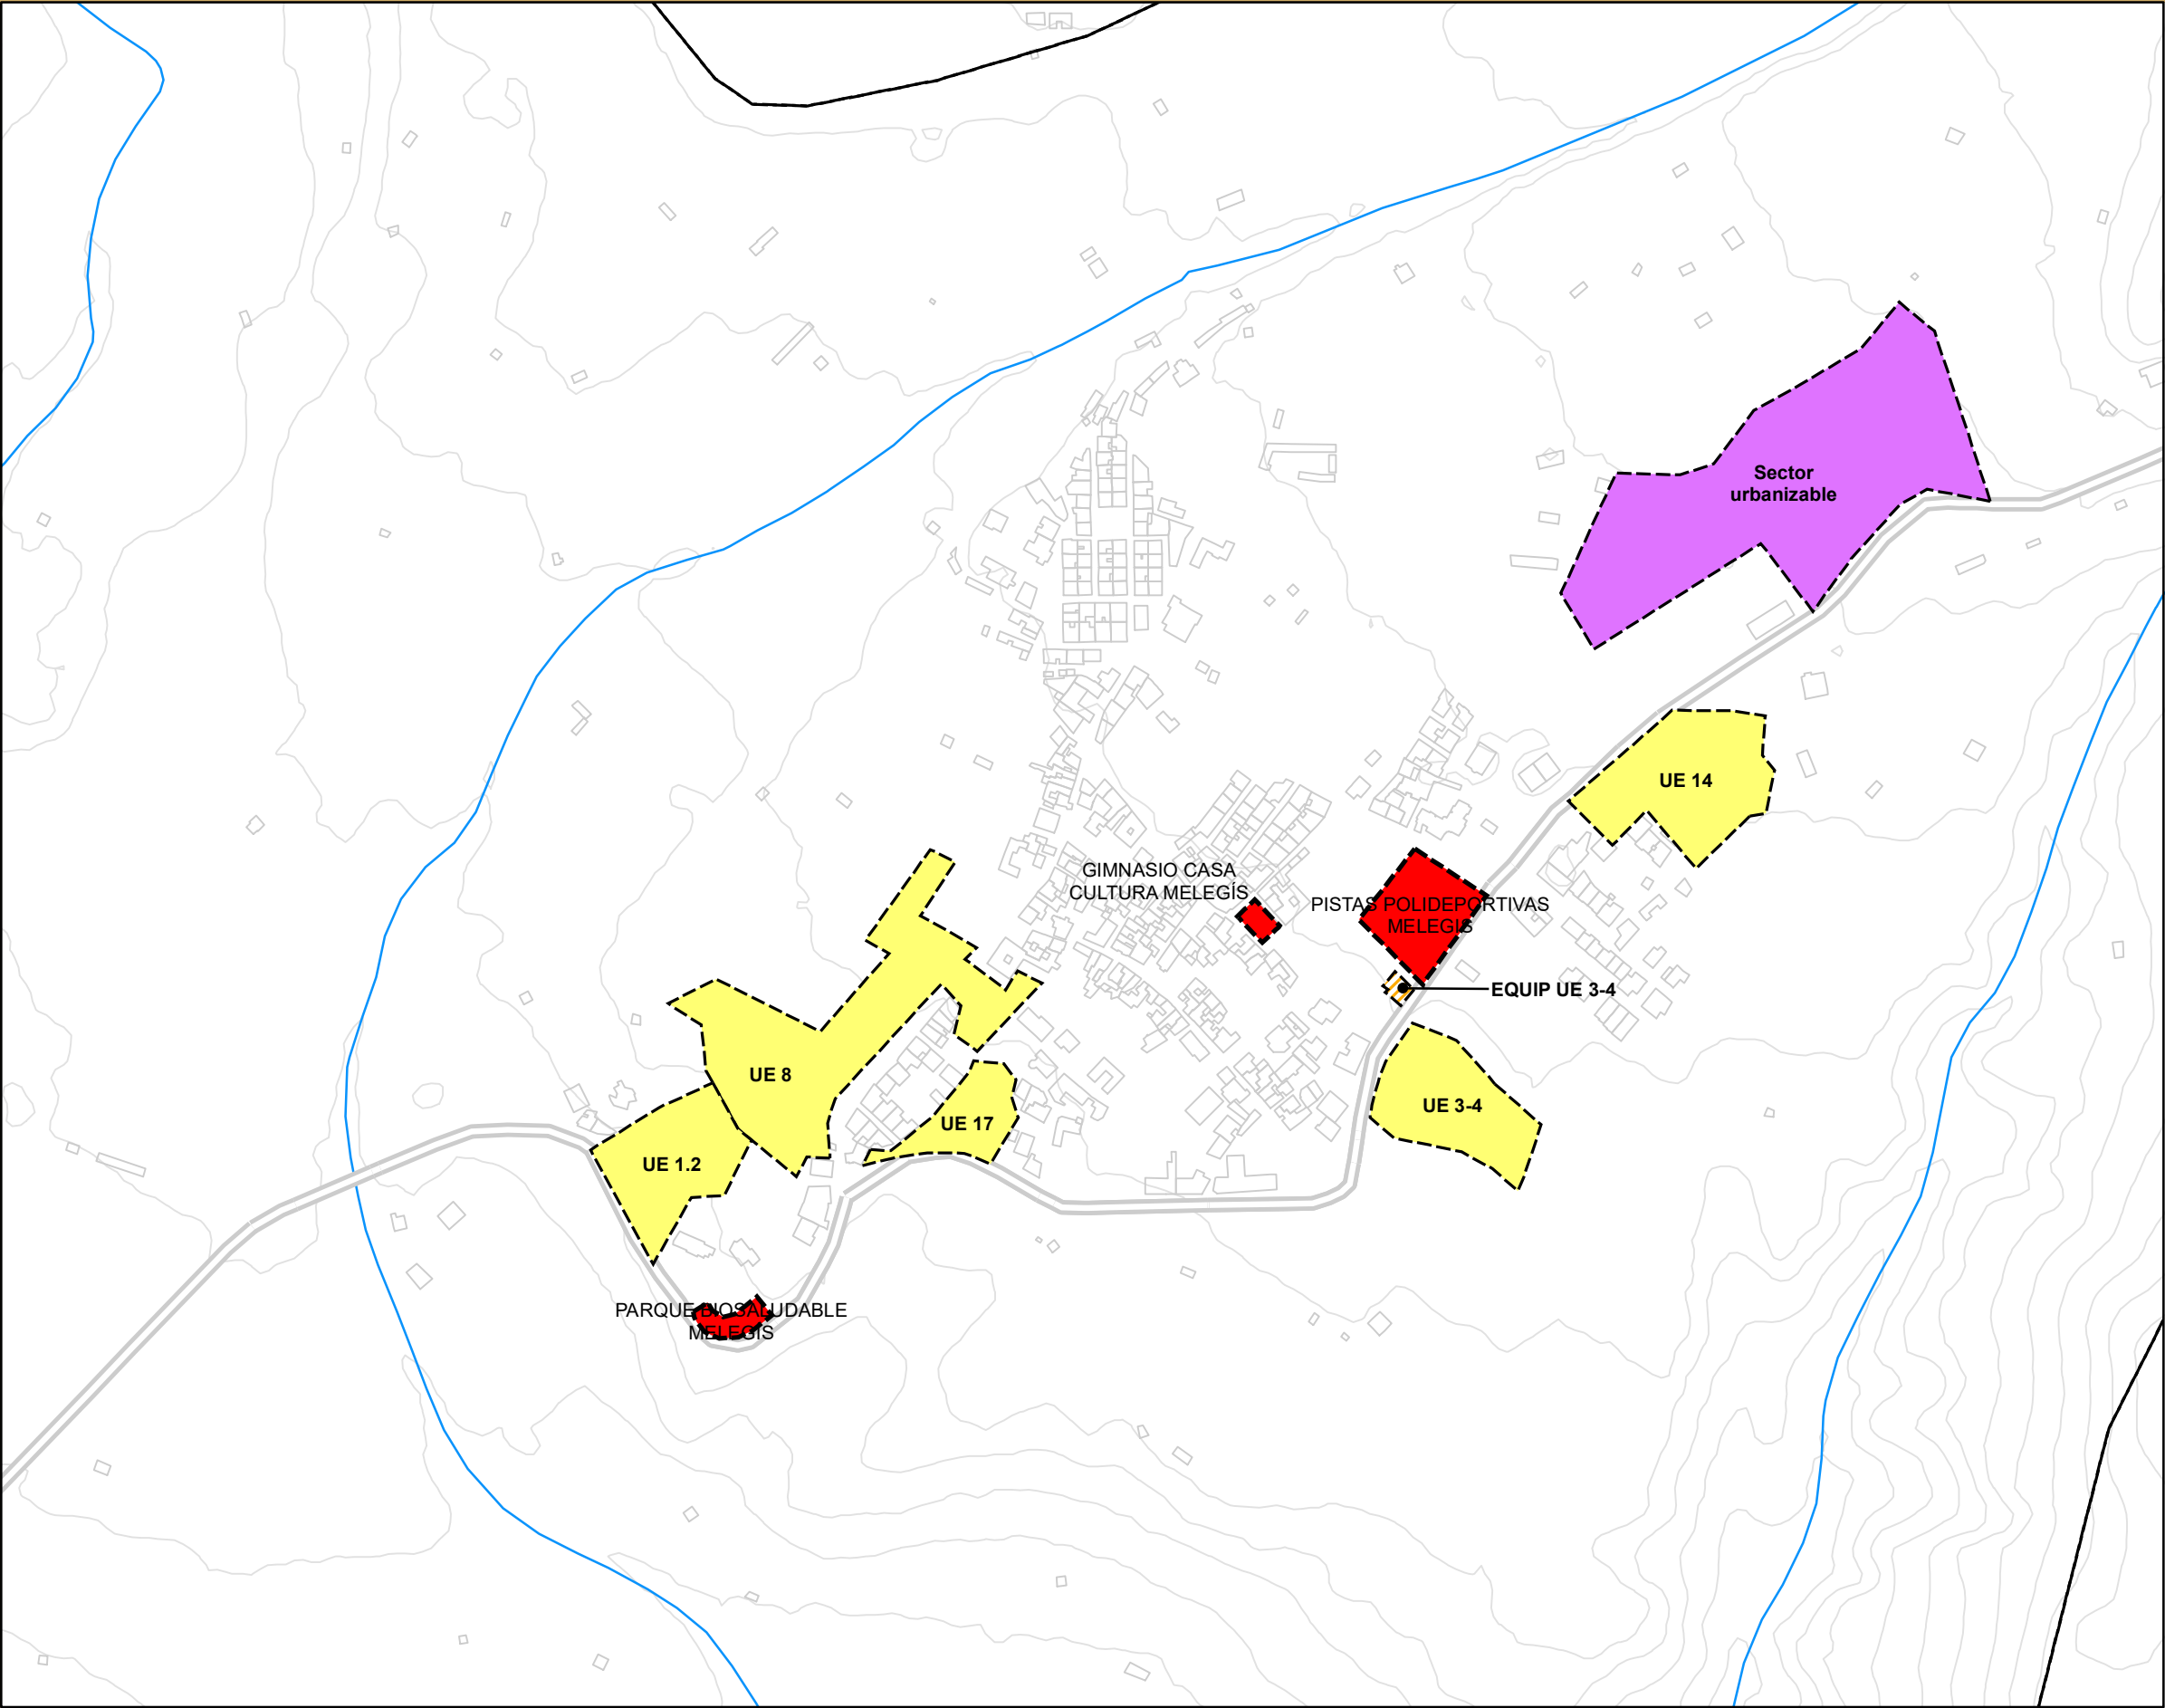 Sector
urbanizable
UE 14
GIMNASIO CASA
CULTURA MELEGÍS
PISTAS POLIDEPORTIVAS
MELEGIS
EQUIP UE 3-4
UE 8
UE 3-4
UE 17
UE 1.2
PARQUE BIOSALUDABLE
MELEGIS